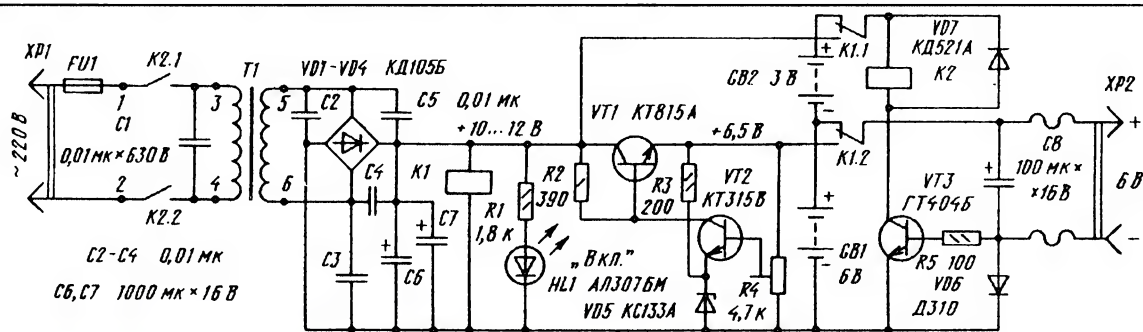 XP1
FU1
~220 В
1
2
K2.1
K2.2
C1
0,01 мк × 630 В
3
4
T1
5
6
VD1-VD4 КД105Б
C2
C5
0,01 мк
+10...12 В
C4
C3
C2-C4 0,01 мк
C6, C7 1000 мк × 16 В
K1
+
C6
+
C7
R1
1,8 к
R2
390
„Вкл."
HL1 АЛ307БМ
VT1 КТ815А
+6,5 В
R3
200
VT2
КТ315В
VD5 КС133А
R4
4,7 к
+
GB2 3 В
-
+
GB1
6 В
-
K1.1
K1.2
VD7
КД521А
K2
VT3
ГТ404Б
R5 100
VD6
Д310
+
C8
100 мк ×
×16 В
XP2
+
6 В
-